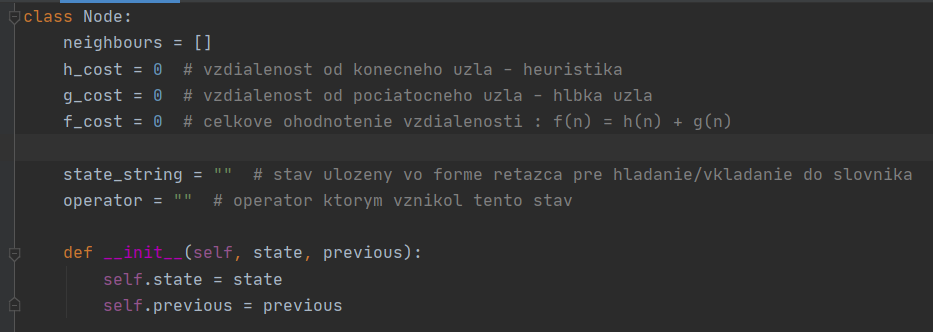 class Node:
    neighbours = []
    h_cost = 0  # vzdialenost od konecneho uzla - heuristika
    g_cost = 0  # vzdialenost od pociatocneho uzla - hlbka uzla
    f_cost = 0  # celkove ohodnotenie vzdialenosti : f(n) = h(n) + g(n)
    state_string = ""  # stav ulozeny vo forme retazca pre hladanie/vkladanie do slovnika
    operator = ""  # operator ktorym vznikol tento stav
    def __init__(self, state, previous):
        self.state = state
        self.previous = previous